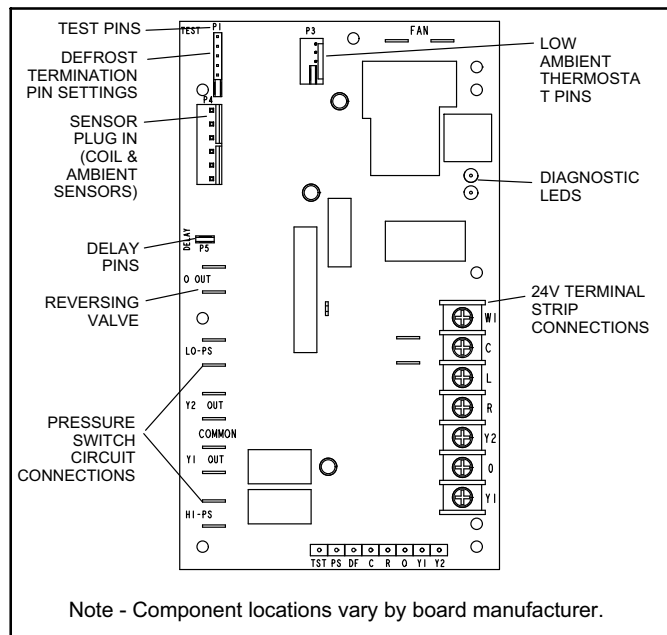 TEST PINS
TEST
P1
DEFROST
TERMINATION
PIN SETTINGS
P4
SENSOR
PLUG IN
(COIL &
AMBIENT
SENSORS)
P3
FAN
LOW
AMBIENT
THERMOSTA
T PINS
DIAGNOSTIC
LEDS
DELAY
PINS
DELAY
P5
O OUT
REVERSING
VALVE
LO-PS
Y2 OUT
COMMON
Y1 OUT
HI-PS
PRESSURE
SWITCH
CIRCUIT
CONNECTIONS
24V TERMINAL
STRIP
CONNECTIONS
W1
C
L
R
Y2
O
Y1
TST PS DF C R O Y1 Y2
Note - Component locations vary by board manufacturer.